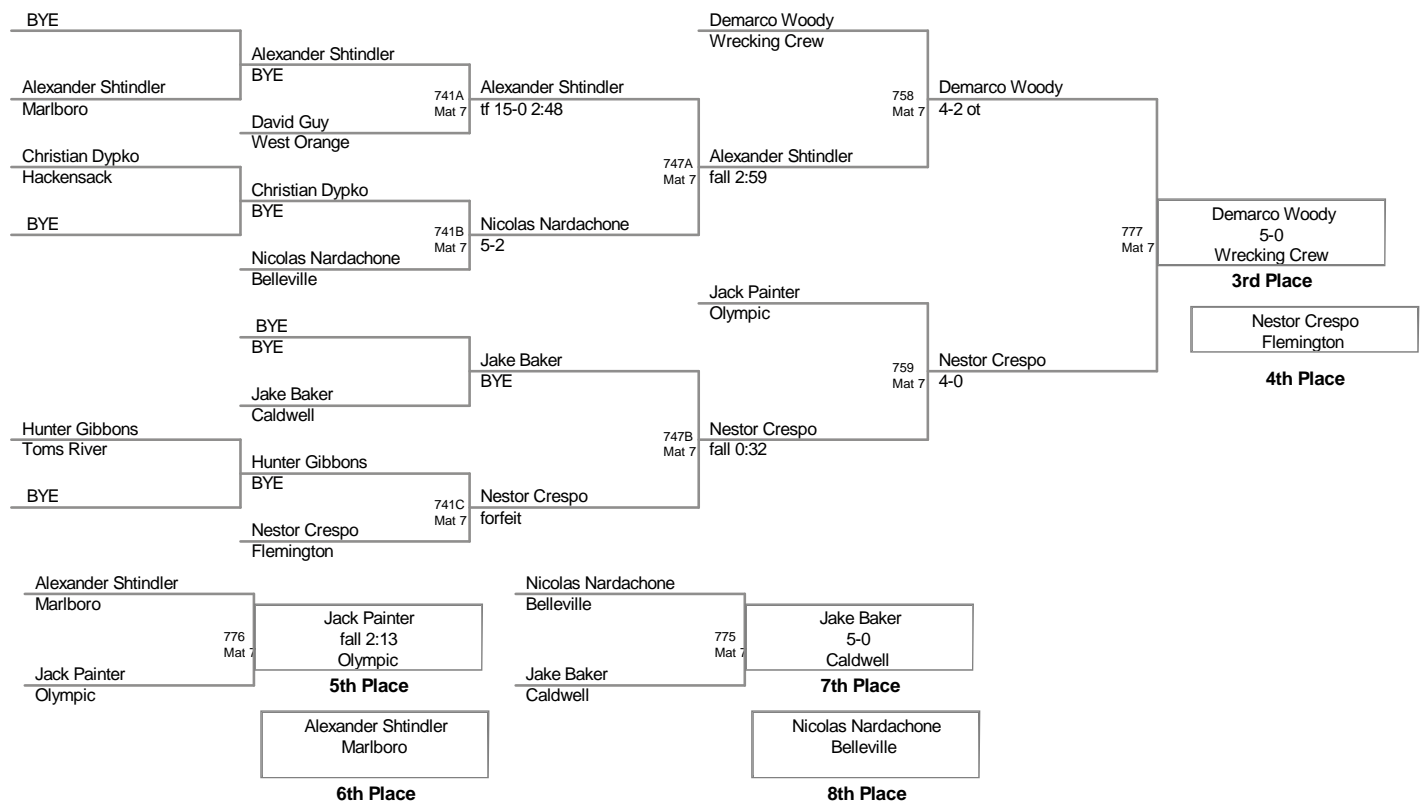 BYE
Demarco Woody
Wrecking Crew
Alexander Shtindler
BYE
Alexander Shtindler
Marlboro
741A
Mat 7
Alexander Shtindler
tf 15-0 2:48
758
Mat 7
Demarco Woody
4-2 ot
David Guy
West Orange
Christian Dypko
Hackensack
747A
Mat 7
Alexander Shtindler
fall 2:59
Christian Dypko
BYE
BYE
741B
Mat 7
Nicolas Nardachone
5-2
777
Mat 7
Demarco Woody
5-0
Wrecking Crew
3rd Place
Nicolas Nardachone
Belleville
Jack Painter
Olympic
Nestor Crespo
Flemington
4th Place
BYE
BYE
Jake Baker
BYE
759
Mat 7
Nestor Crespo
4-0
Jake Baker
Caldwell
Hunter Gibbons
Toms River
747B
Mat 7
Nestor Crespo
fall 0:32
Hunter Gibbons
BYE
BYE
741C
Mat 7
Nestor Crespo
forfeit
Nestor Crespo
Flemington
Alexander Shtindler
Marlboro
776
Mat 7
Jack Painter
fall 2:13
Olympic
5th Place
Jack Painter
Olympic
Alexander Shtindler
Marlboro
6th Place
Nicolas Nardachone
Belleville
775
Mat 7
Jake Baker
5-0
Caldwell
7th Place
Jake Baker
Caldwell
Nicolas Nardachone
Belleville
8th Place